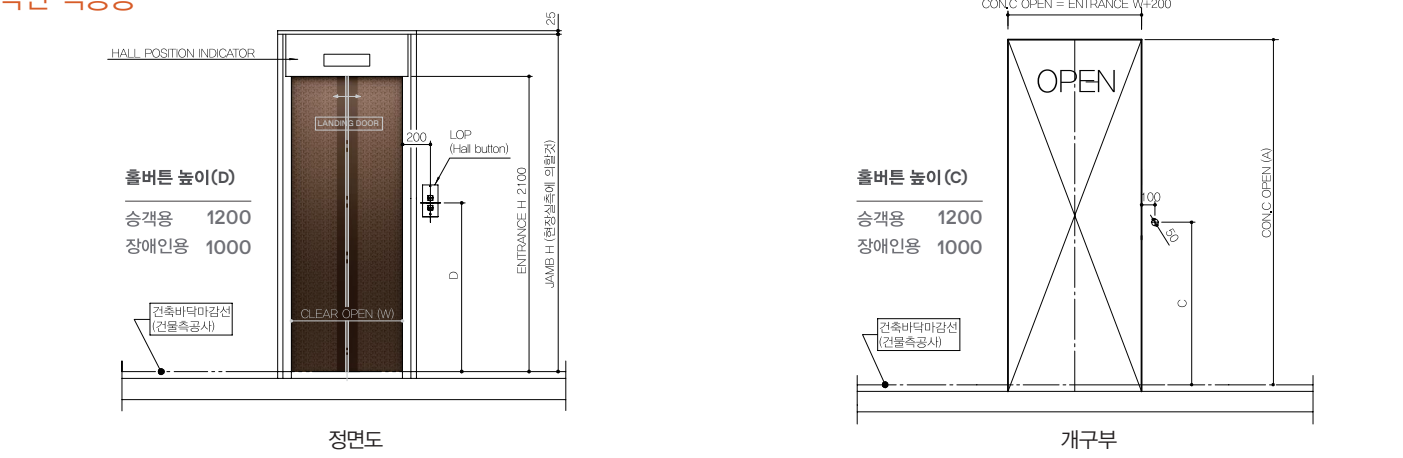 CON.C OPEN = ENTRANCE W+200
25
HALL POSITION INDICATOR
LANDING DOOR
200
LOP
(Hall button)
홀버튼 높이(D)
승객용 1200
장애인용 1000
ENTRANCE H 2100
JAMB H (현장실측에 의할것)
D
CLEAR OPEN (W)
건축바닥마감선
(건물측공사)
정면도
OPEN
홀버튼 높이(C)
승객용 1200
장애인용 1000
100
50
C
CON.C OPEN (A)
건축바닥마감선
(건물측공사)
개구부